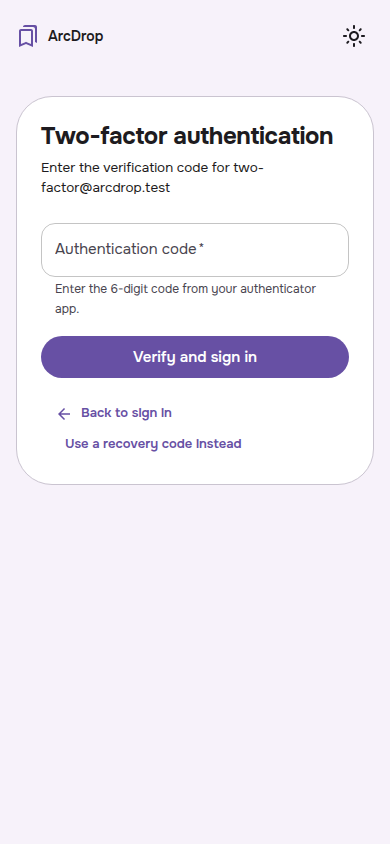 ArcDrop
Two-factor authentication
Enter the verification code for two-
factor@arcdrop.test
Authentication code *
Enter the 6-digit code from your authenticator
app.
Verify and sign in
Back to sign in
Use a recovery code instead